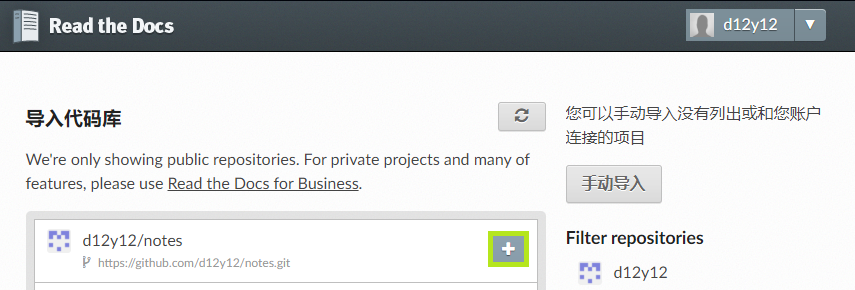 Read the Docs
d12y12
导入代码库
We're only showing public repositories. For private projects and many of
features, please use Read the Docs for Business.
d12y12/notes
https://github.com/d12y12/notes.git
您可以手动导入没有列出或和您账户
连接的项目
手动导入
Filter repositories
d12y12